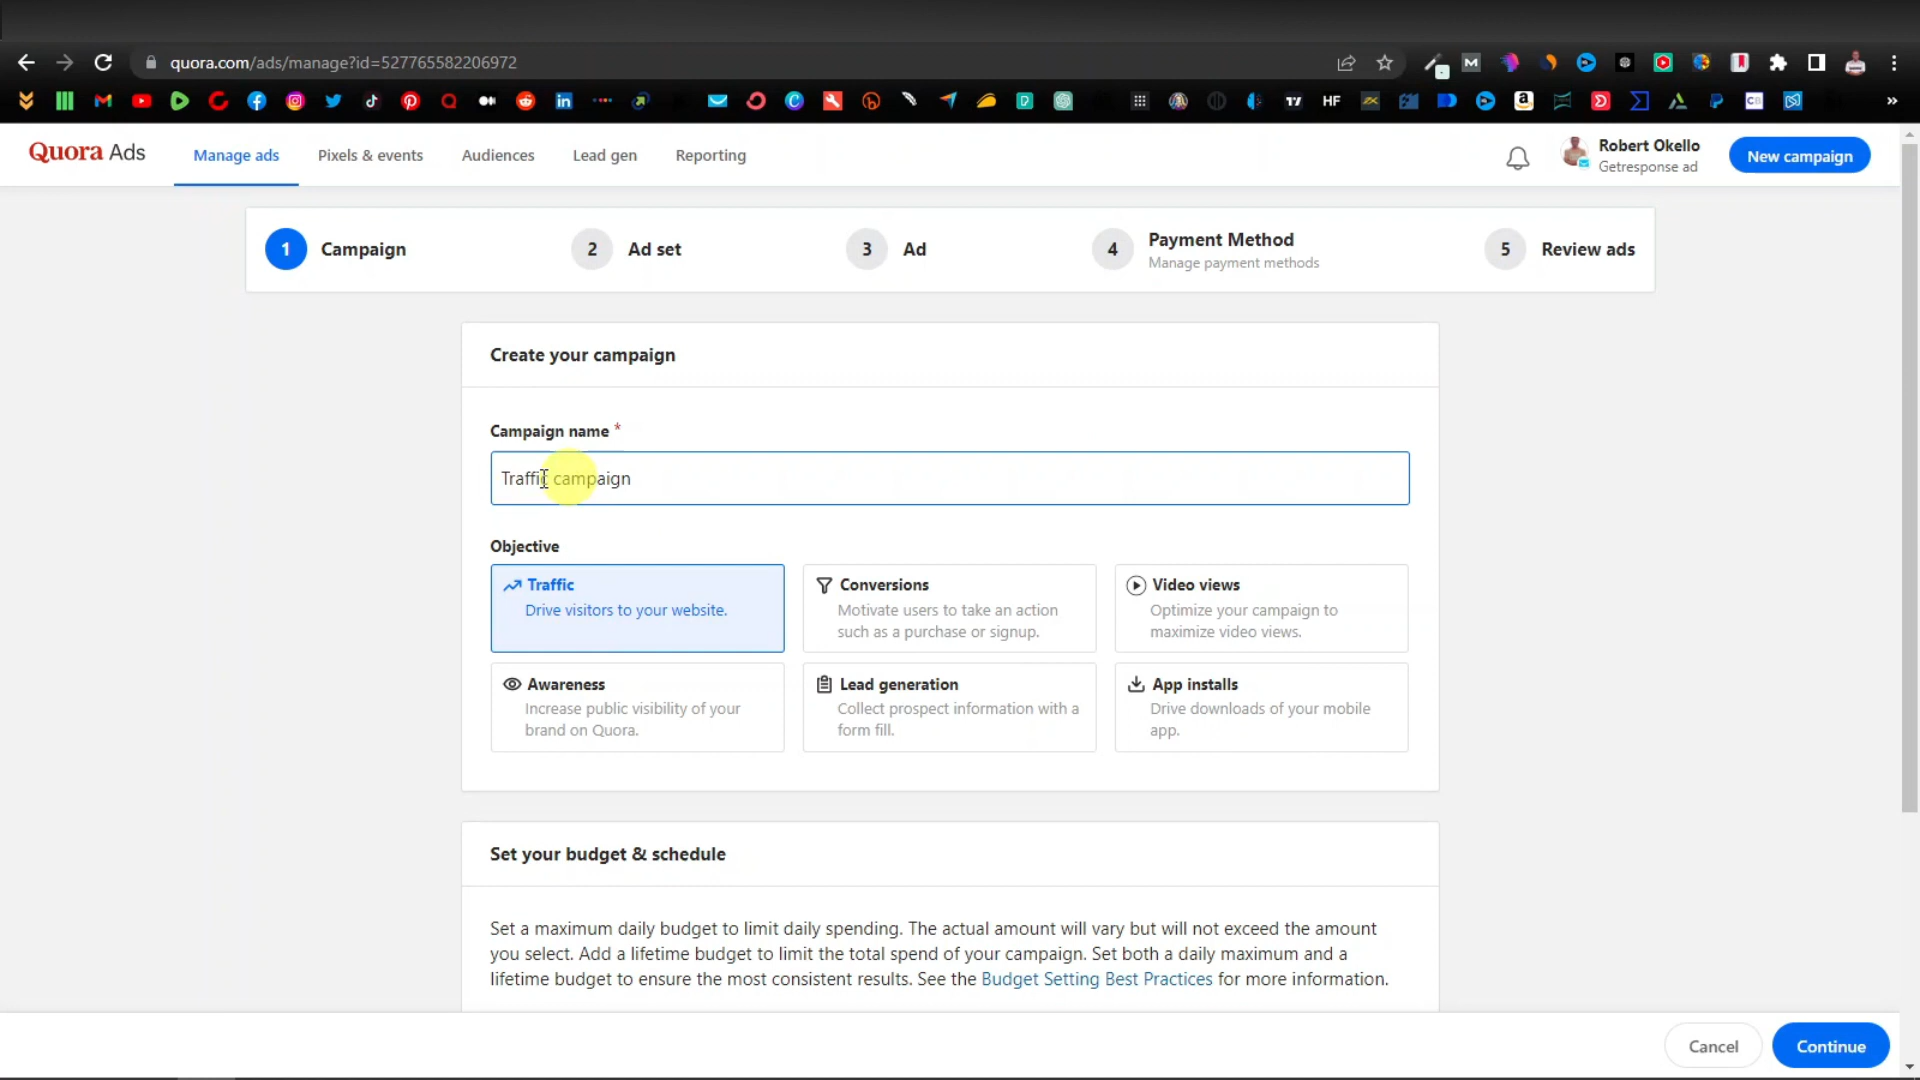 quora.com/ads/manage?id=527765582206972
Quora Ads
Manage ads
Pixels & events
Audiences
Lead gen
Reporting
Robert Okello
Getresponse ad
New campaign
1 Campaign
2 Ad set
3 Ad
4 Payment Method
Manage payment methods
5 Review ads
Create your campaign
Campaign name *
Traffic campaign
Objective
Traffic
Drive visitors to your website.
Conversions
Motivate users to take an action
such as a purchase or signup.
Video views
Optimize your campaign to
maximize video views.
Awareness
Increase public visibility of your
brand on Quora.
Lead generation
Collect prospect information with a
form fill.
App installs
Drive downloads of your mobile
app.
Set your budget & schedule
Set a maximum daily budget to limit daily spending. The actual amount will vary but will not exceed the amount
you select. Add a lifetime budget to limit the total spend of your campaign. Set both a daily maximum and a
lifetime budget to ensure the most consistent results. See the Budget Setting Best Practices for more information.
Cancel
Continue